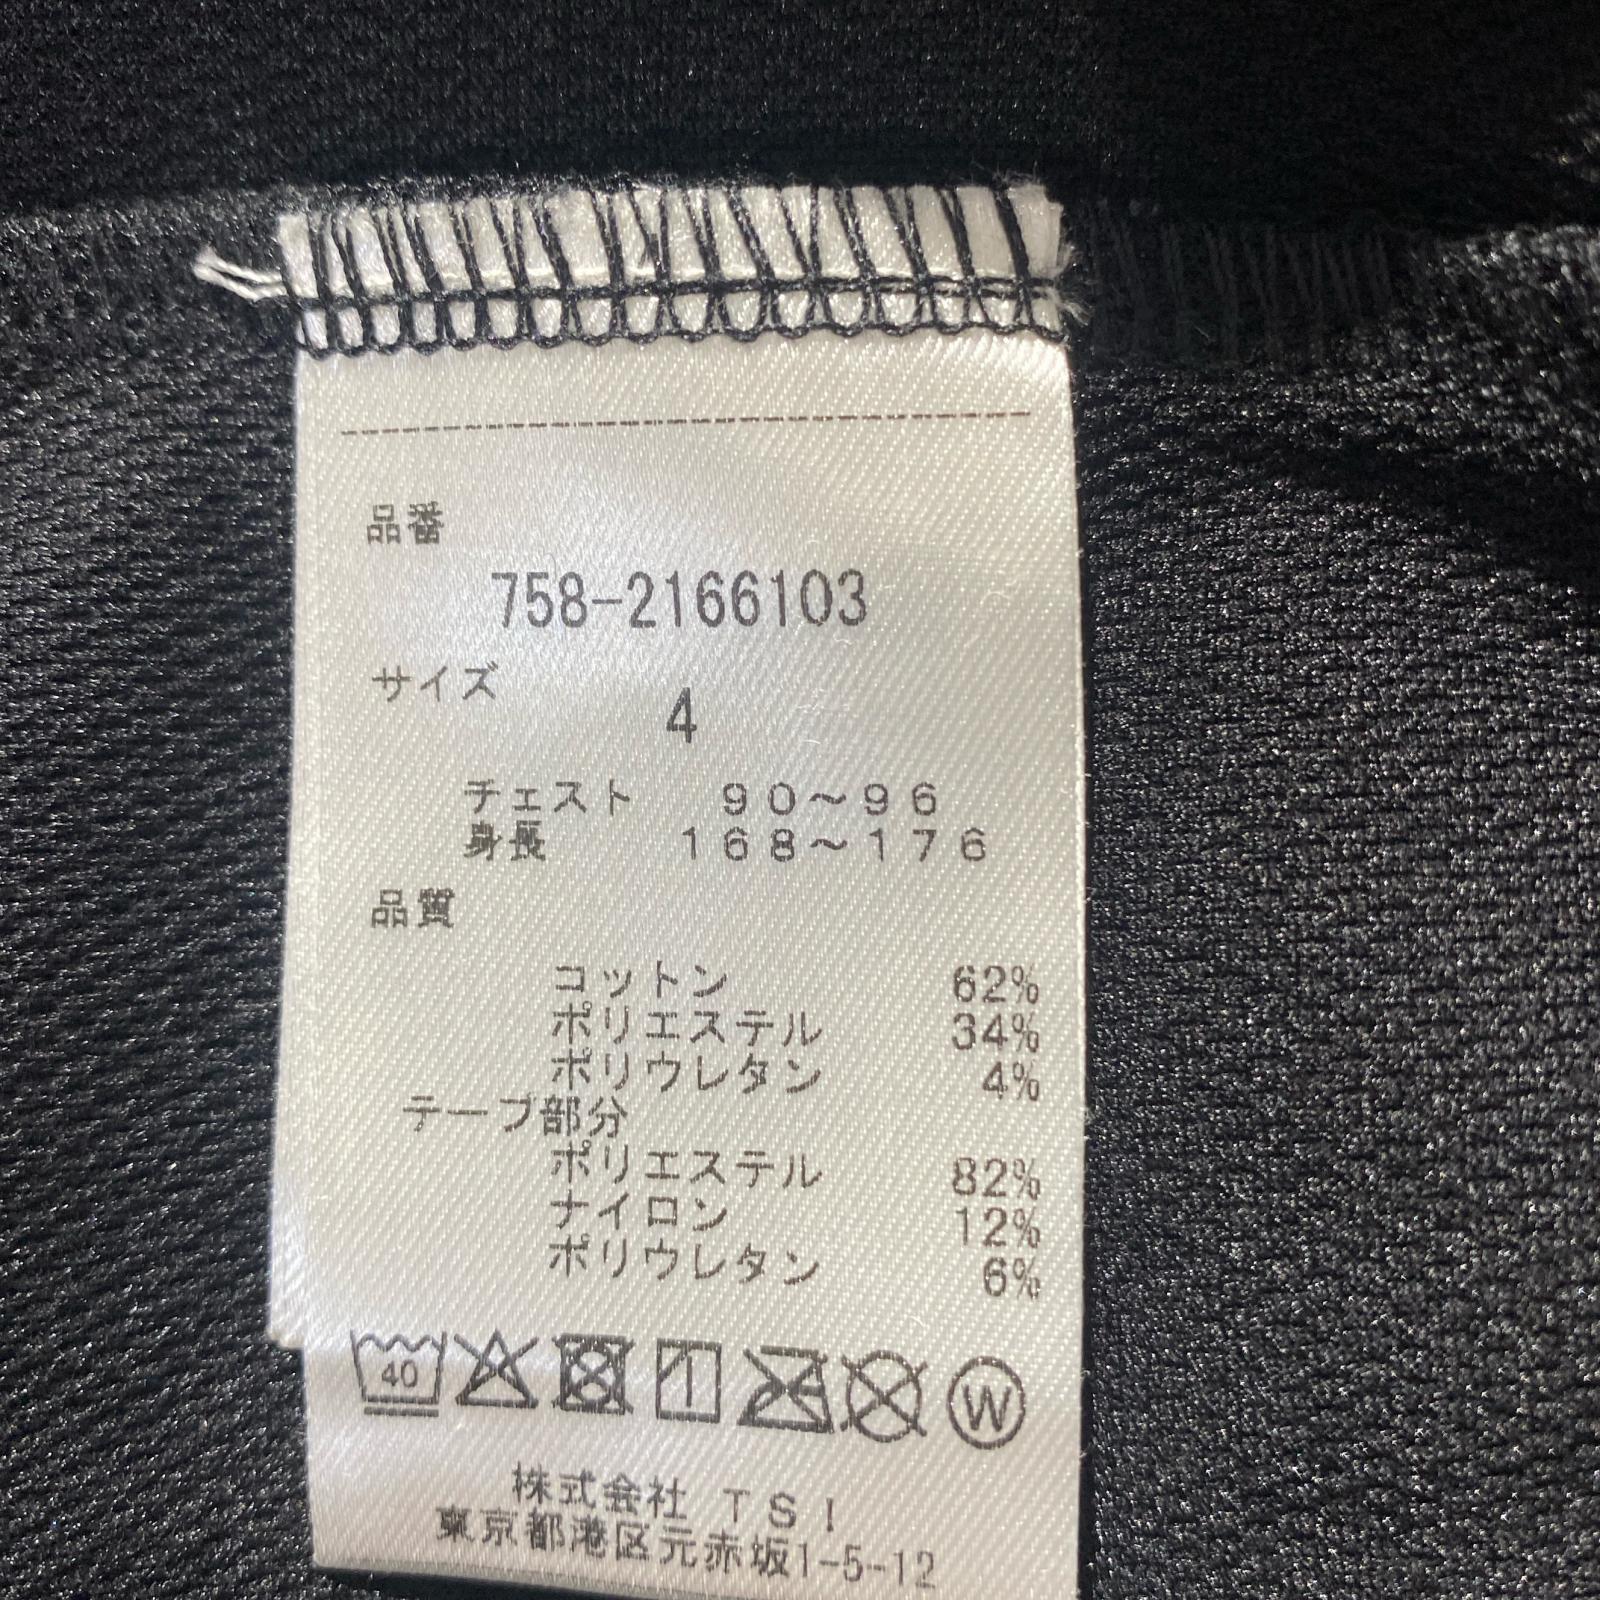 品番
758-2166103
サイズ
4
チェスト 90～96
身長 168～176
品質
コットン 62%
ポリエステル 34%
ポリウレタン 4%
テープ部分
ポリエステル 82%
ナイロン 12%
ポリウレタン 6%
40 W
株式会社 TSI
東京都港区元赤坂1-5-12